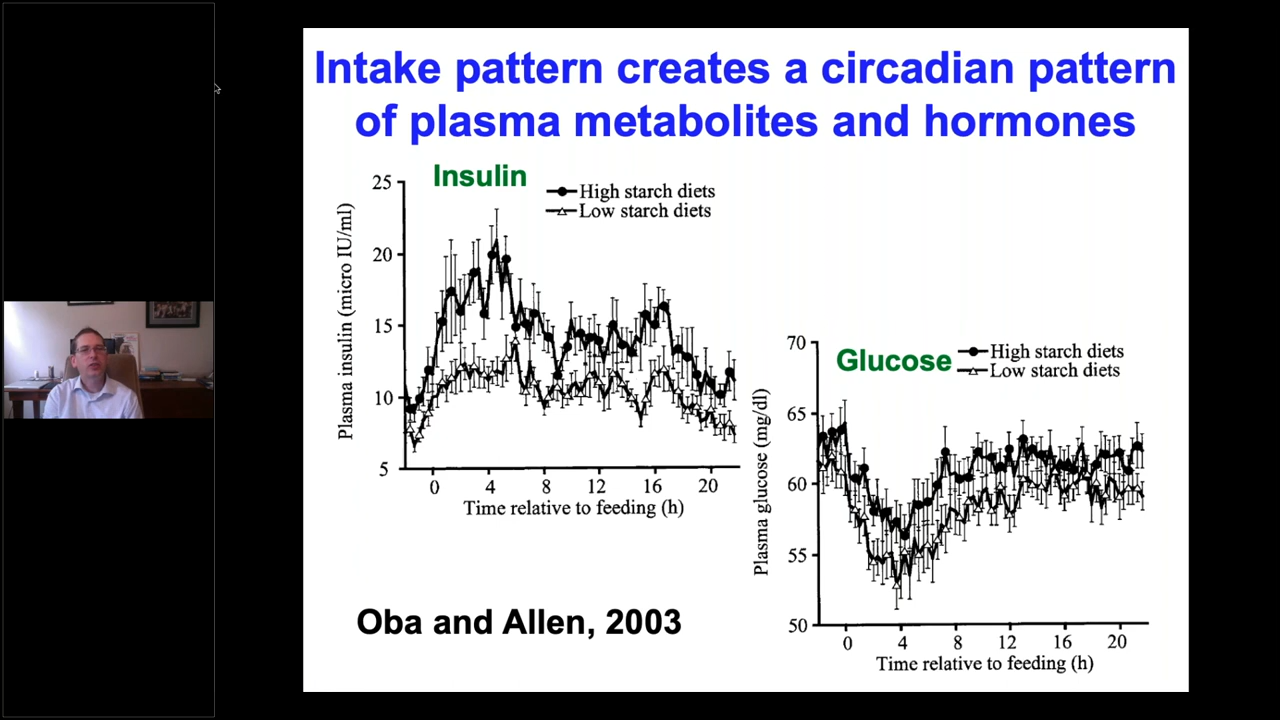 Intake pattern creates a circadian pattern
of plasma metabolites and hormones
Insulin
High starch diets
Low starch diets
Plasma insulin (micro IU/ml)
25
20
15
10
5
0 4 8 12 16 20
Time relative to feeding (h)
Glucose
High starch diets
Low starch diets
Plasma glucose (mg/dl)
70
65
60
55
50
0 4 8 12 16 20
Time relative to feeding (h)
Oba and Allen, 2003